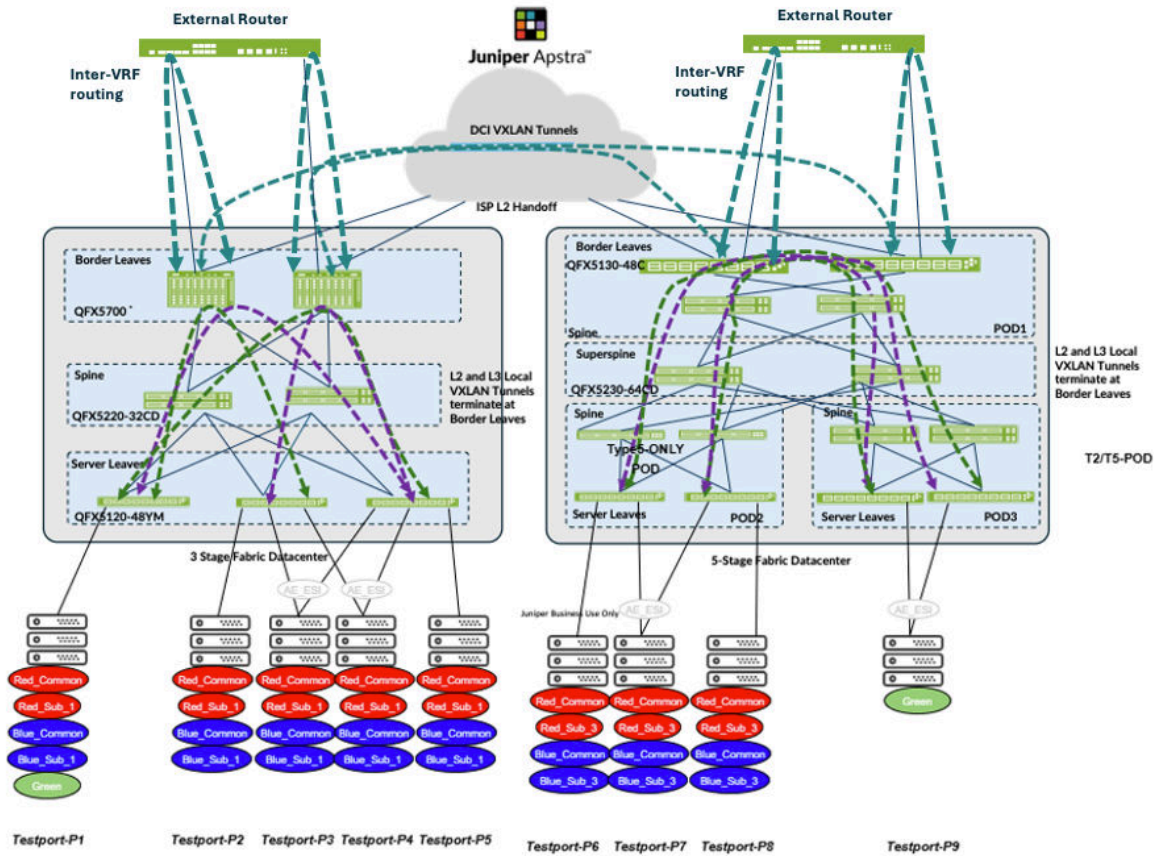 External Router
External Router
Juniper Apstra™
Inter-VRF
routing
Inter-VRF
routing
DCI VXLAN Tunnels
ISP L2 Handoff
Border Leaves
QFX5700*
Spine
QFX5220-32CD
Server Leaves
QFX5120-48YM
3 Stage Fabric Datacenter
L2 and L3 Local
VXLAN Tunnels
terminate at
Border Leaves
Border Leaves
QFX5130-48C
Spine
POD1
Superspine
QFX5230-64CD
Spine
Type5-ONLY
POD
Server Leaves
POD2
Spine
Server Leaves
POD3
5-Stage Fabric Datacenter
L2 and L3 Local
VXLAN Tunnels
terminate at
Border Leaves
T2/T5-POD
AE_ESI
AE_ESI
Juniper Business Use Only
AE_ESI
AE_ESI
Red_Common
Red_Sub_1
Blue_Common
Blue_Sub_1
Green
Red_Common
Red_Sub_1
Blue_Common
Blue_Sub_1
Red_Common
Red_Sub_1
Blue_Common
Blue_Sub_1
Red_Common
Red_Sub_1
Blue_Common
Blue_Sub_1
Red_Common
Red_Sub_1
Blue_Common
Blue_Sub_1
Red_Common
Red_Sub_3
Blue_Common
Blue_Sub_3
Red_Common
Red_Sub_3
Blue_Common
Blue_Sub_3
Red_Common
Red_Sub_3
Blue_Common
Blue_Sub_3
Green
Testport-P1
Testport-P2
Testport-P3
Testport-P4
Testport-P5
Testport-P6
Testport-P7
Testport-P8
Testport-P9